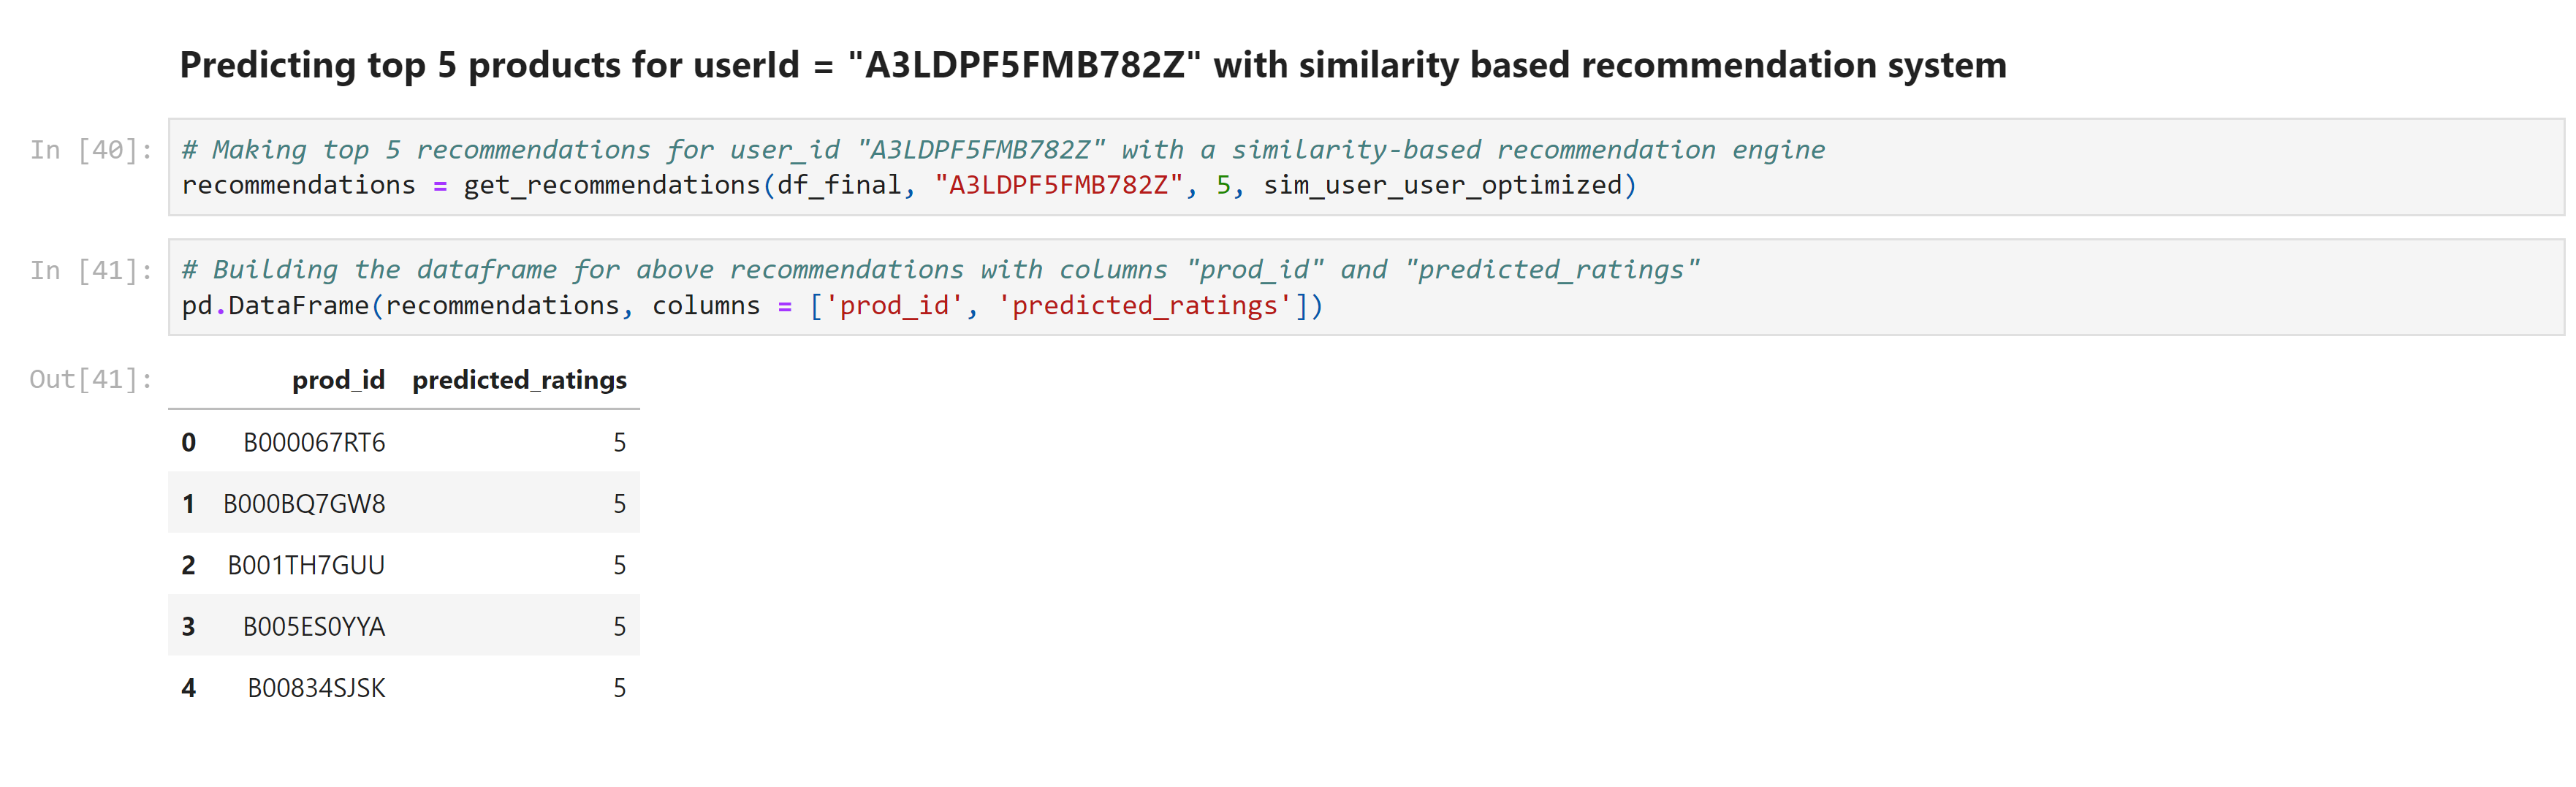 Predicting top 5 products for userId = "A3LDPF5FMB782Z" with similarity based recommendation system
In [40]:
# Making top 5 recommendations for user_id "A3LDPF5FMB782Z" with a similarity-based recommendation engine
recommendations = get_recommendations(df_final, "A3LDPF5FMB782Z", 5, sim_user_user_optimized)
In [41]:
# Building the dataframe for above recommendations with columns "prod_id" and "predicted_ratings"
pd.DataFrame(recommendations, columns = ['prod_id', 'predicted_ratings'])
Out[41]:
prod_id predicted_ratings
0 B000067RT6 5
1 B000BQ7GW8 5
2 B001TH7GUU 5
3 B005ES0YYA 5
4 B00834SJSK 5